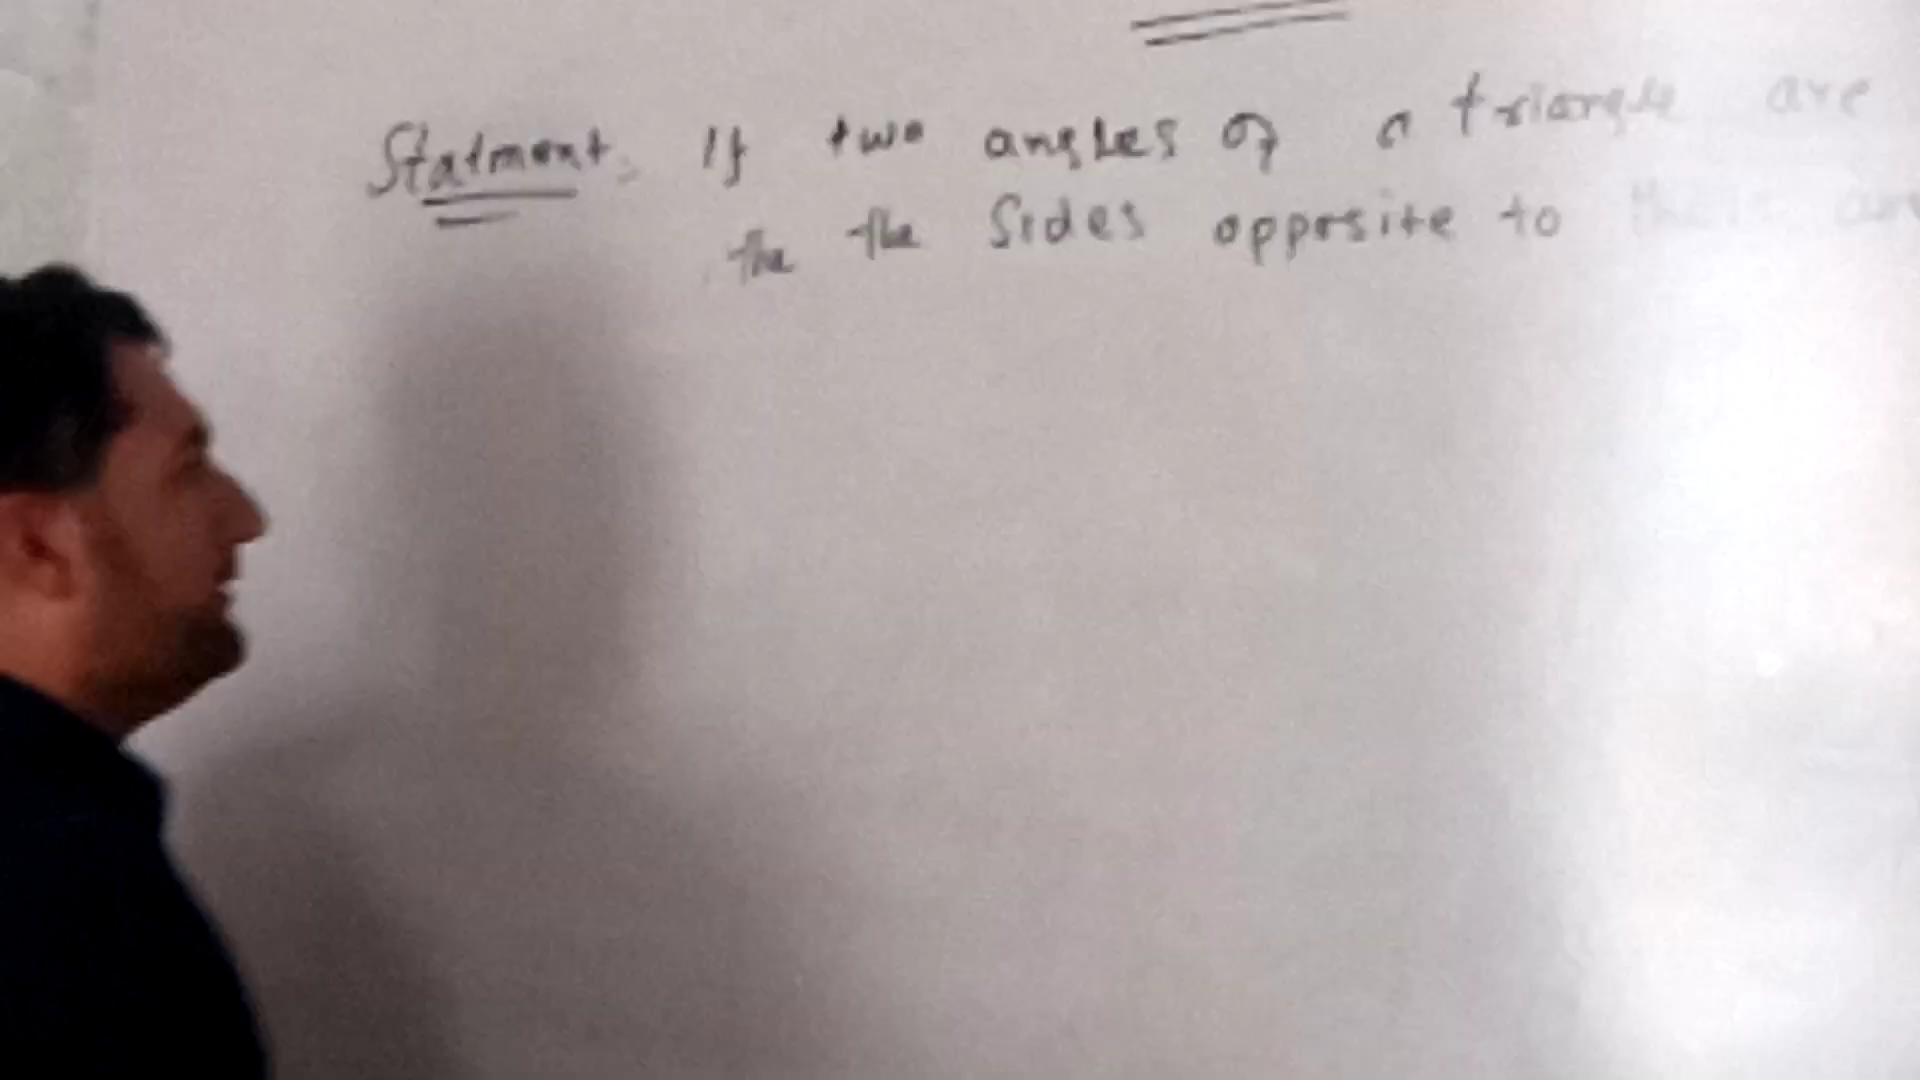 Statment: If two angles of a triangle are
the the Sides opposite to